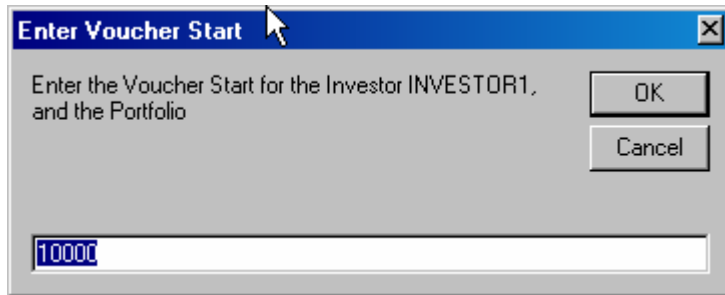 Enter Voucher Start
Enter the Voucher Start for the Investor INVESTOR1,
and the Portfolio
OK
Cancel
10000